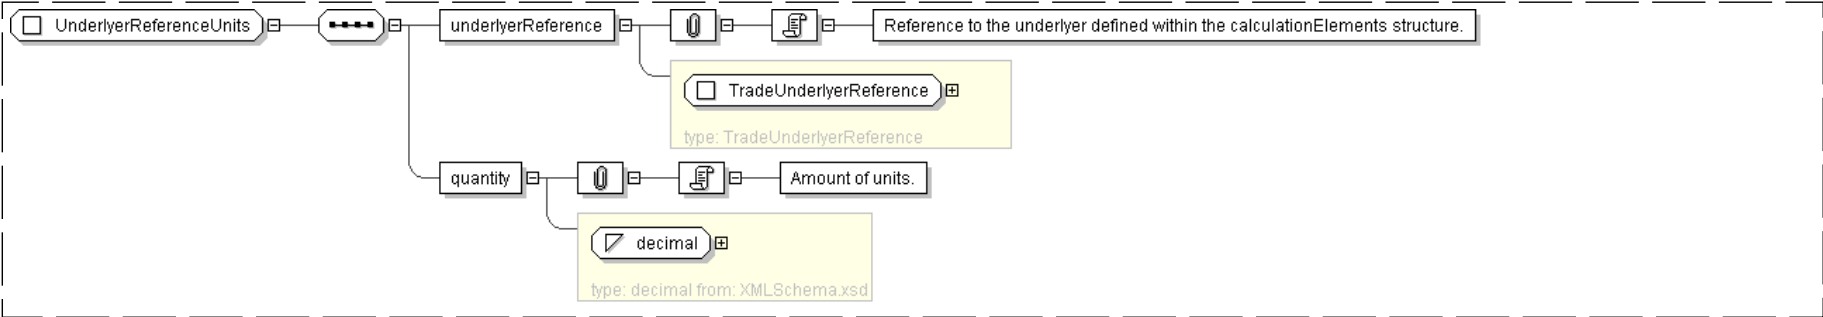 UnderlyerReferenceUnits
underlyerReference
Reference to the underlyer defined within the calculationElements structure.
TradeUnderlyerReference
type: TradeUnderlyerReference
quantity
Amount of units.
decimal
type: decimal from: XMLSchema.xsd